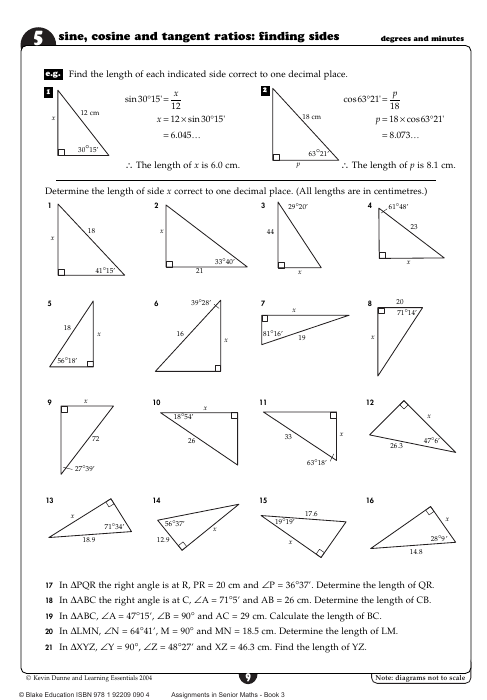 5 sine, cosine and tangent ratios: finding sides degrees and minutes
e.g. Find the length of each indicated side correct to one decimal place.
1
x
12 cm
30°15'
sin 30°15' = x/12
x = 12 × sin 30°15'
= 6.045…
∴ The length of x is 6.0 cm.
2
18 cm
63°21'
p
cos 63°21' = p/18
p = 18 × cos 63°21'
= 8.073…
∴ The length of p is 8.1 cm.
Determine the length of side x correct to one decimal place. (All lengths are in centimetres.)
1
x
18
41°15'
2
x
33°40'
21
3
29°20'
44
x
4
61°48'
23
x
5
18
x
56°18'
6
39°28'
16
x
7
x
81°16'
19
8
20
71°14'
x
9
x
72
27°39'
10
x
18°54'
26
11
33
x
63°18'
12
x
47°6'
26.3
13
x
71°34'
18.9
14
56°37'
12.9
x
15
17.6
19°19'
x
16
x
28°9'
14.8
17 In ΔPQR the right angle is at R, PR = 20 cm and ∠P = 36°37'. Determine the length of QR.
18 In ΔABC the right angle is at C, ∠A = 71°5' and AB = 26 cm. Determine the length of CB.
19 In ΔABC, ∠A = 47°15', ∠B = 90° and AC = 29 cm. Calculate the length of BC.
20 In ΔLMN, ∠N = 64°41', M = 90° and MN = 18.5 cm. Determine the length of LM.
21 In ΔXYZ, ∠Y = 90°, ∠Z = 48°27' and XZ = 46.3 cm. Find the length of YZ.
© Kevin Dunne and Learning Essentials 2004 9 Note: diagrams not to scale
© Blake Education ISBN 978 1 92209 090 4 Assignments in Senior Maths - Book 3